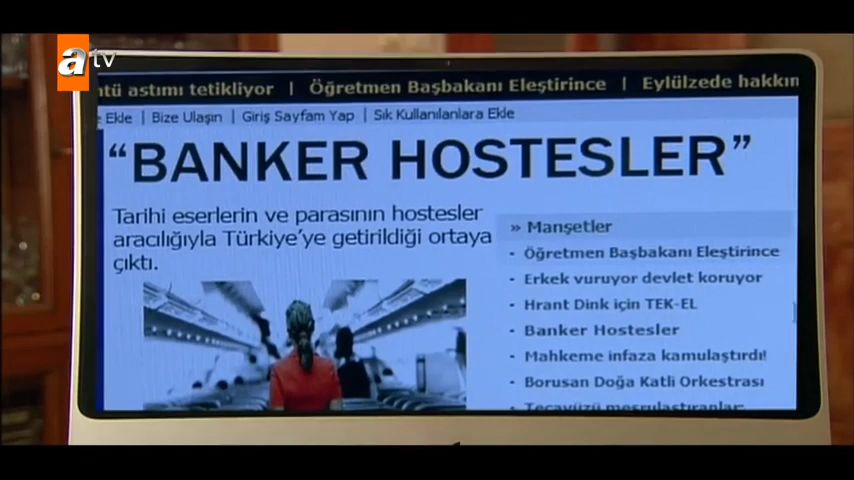 atv
ntü astımı tetikliyor | Öğretmen Başbakanı Eleştirince | Eylülzede hakkın
Ekle | Bize Ulaşın | Giriş Sayfam Yap | Sık Kullanılanlara Ekle
“BANKER HOSTESLER”
Tarihi eserlerin ve parasının hostesler
aracılığıyla Türkiye’ye getirildiği ortaya
çıktı.
» Manşetler
- Öğretmen Başbakanı Eleştirince
- Erkek vuruyor devlet koruyor
- Hrant Dink için TEK-EL
- Banker Hostesler
- Mahkeme infaza kamulaştırdı!
- Borusan Doğa Katli Orkestrası
- Tecavüzü meşrulaştıranlar